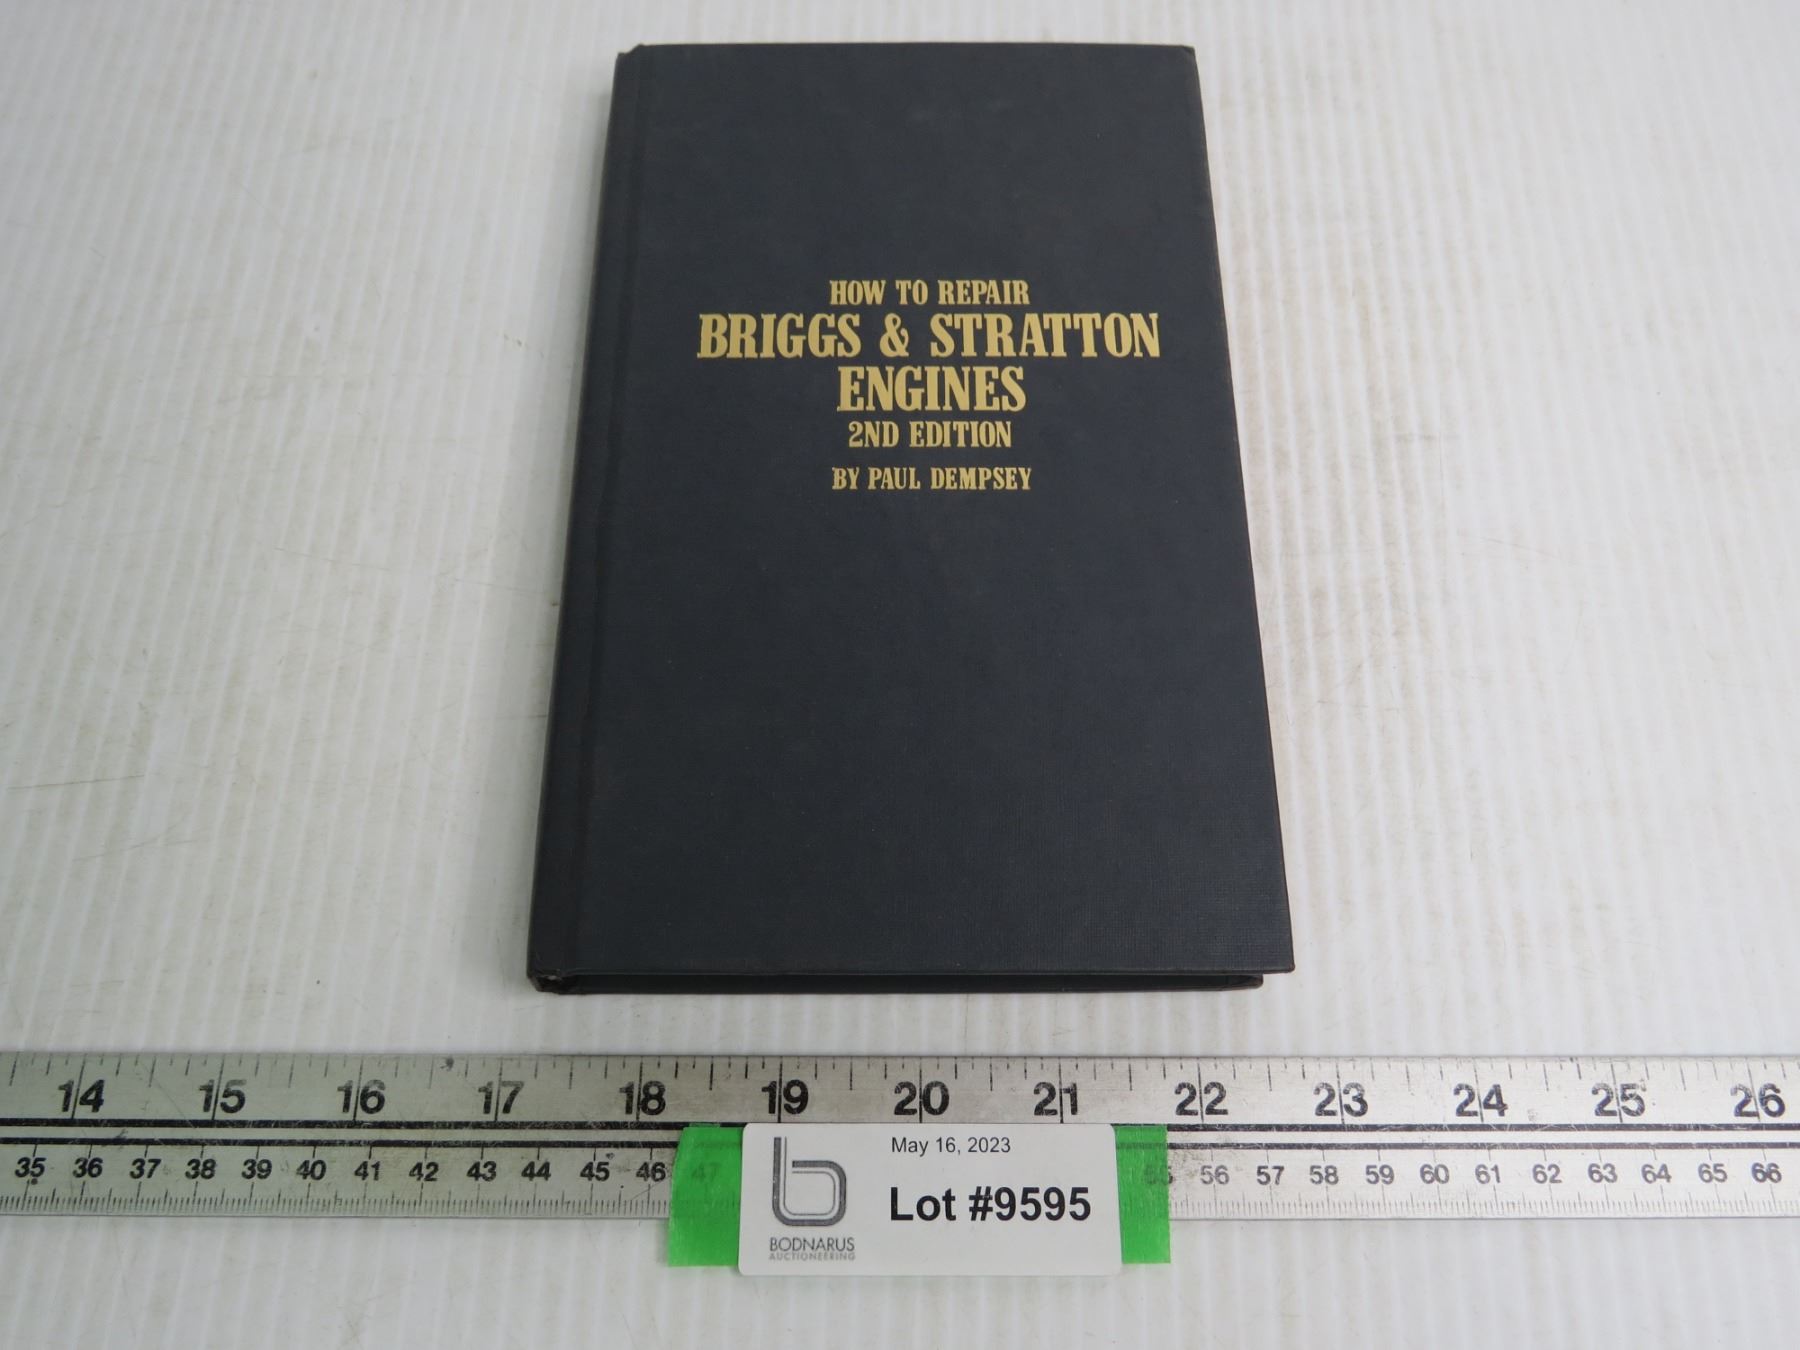 HOW TO REPAIR
BRIGGS & STRATTON
ENGINES
2ND EDITION
BY PAUL DEMPSEY
14 15 16 17 18 19 20 21 22 23 24 25 26
35 36 37 38 39 40 41 42 43 44 45 46 47 55 56 57 58 59 60 61 62 63 64 65 66
May 16, 2023
Lot #9595
BODNARUS
AUCTIONEERING